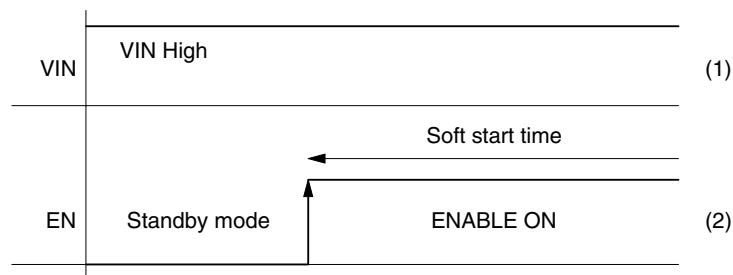 VIN High
VIN
(1)
Soft start time
EN
Standby mode
ENABLE ON
(2)